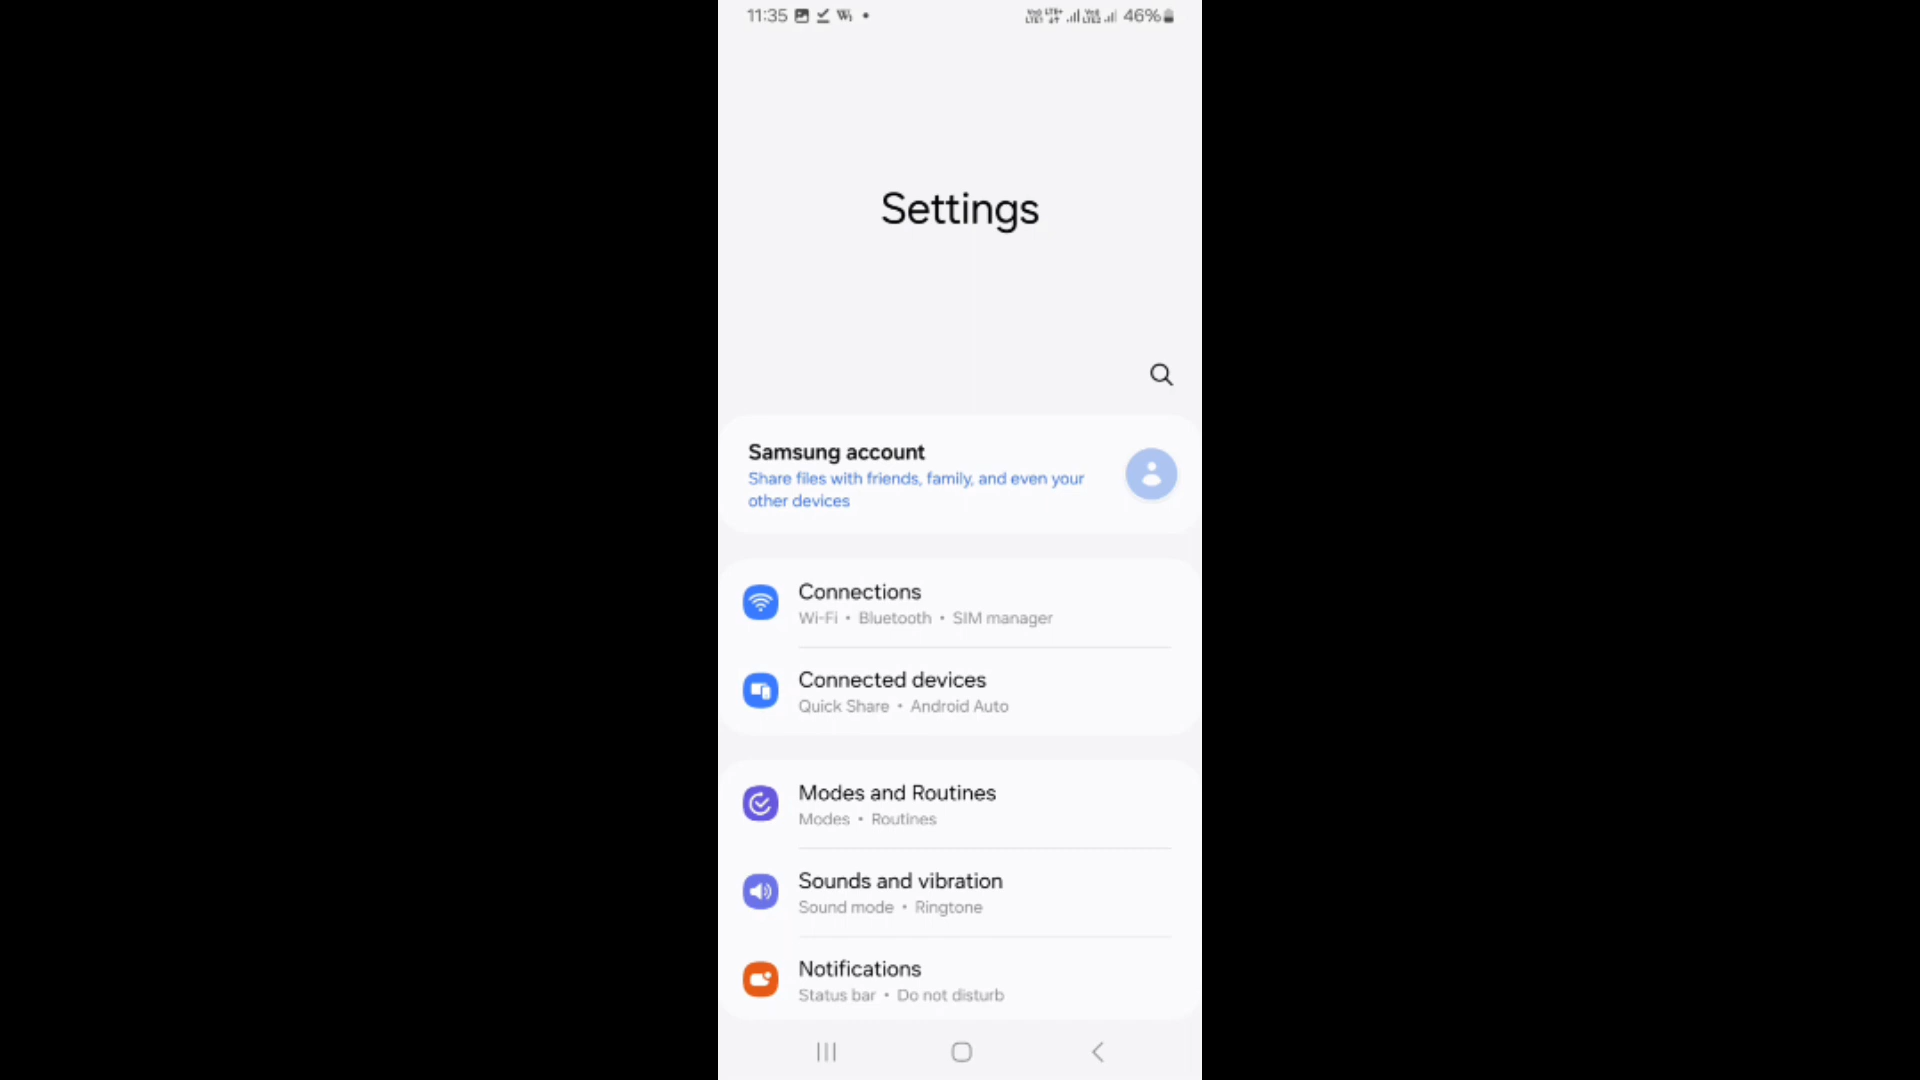 11:35 46%
Settings
Samsung account
Share files with friends, family, and even your
other devices
Connections
Wi-Fi • Bluetooth • SIM manager
Connected devices
Quick Share • Android Auto
Modes and Routines
Modes • Routines
Sounds and vibration
Sound mode • Ringtone
Notifications
Status bar • Do not disturb